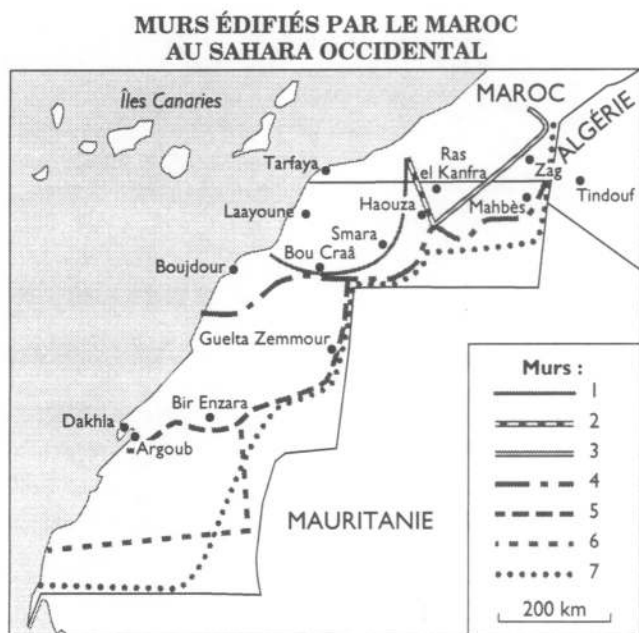 MURS ÉDIFIÉS PAR LE MAROC
AU SAHARA OCCIDENTAL
Îles Canaries
MAROC
ALGÉRIE
Tarfaya
Ras
el Kanfra
Zag
Tindouf
Laayoune
Haouza
Mahbès
Smara
Bou Craâ
Boujdour
Guelta Zemmour
Bir Enzara
Dakhla
Argoub
MAURITANIE
Murs :
1
2
3
4
5
6
7
200 km